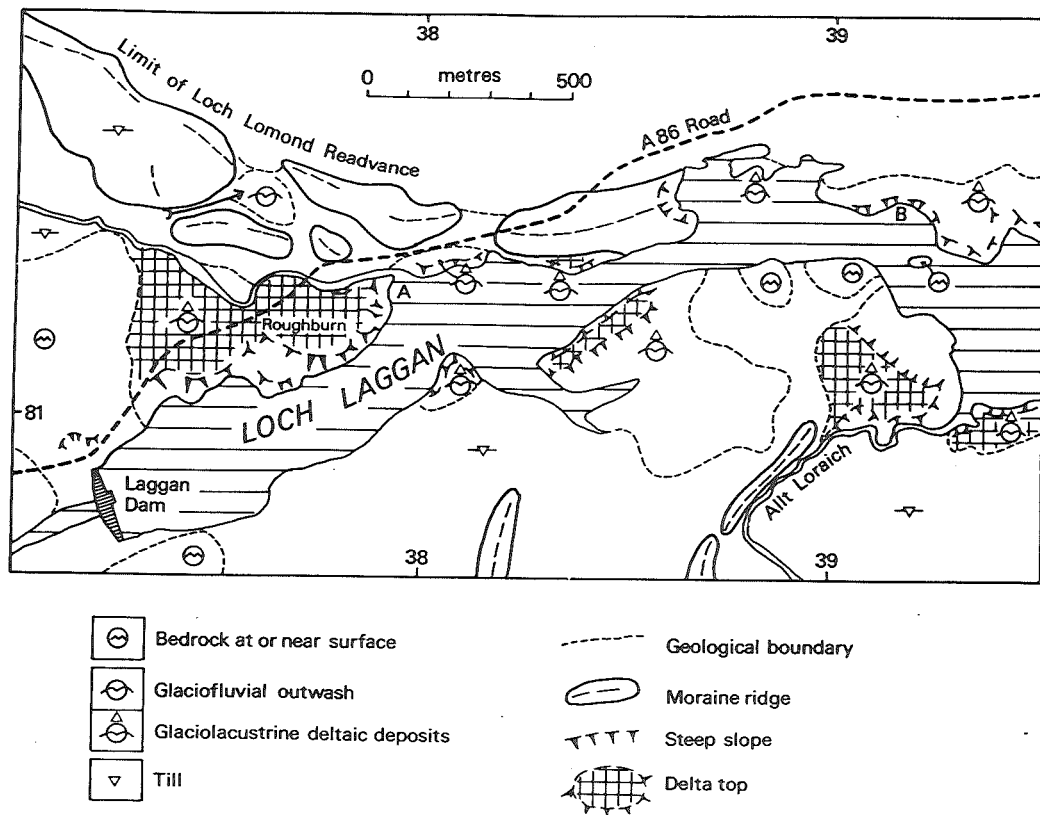 38
39
0 metres 500
Limit of Loch Lomond Readvance
A86 Road
B
A
Roughburn
LOCH LAGGAN
81
Laggan
Dam
Allt Loraich
38
39
Bedrock at or near surface
Glaciofluvial outwash
Glaciolacustrine deltaic deposits
Till
Geological boundary
Moraine ridge
Steep slope
Delta top